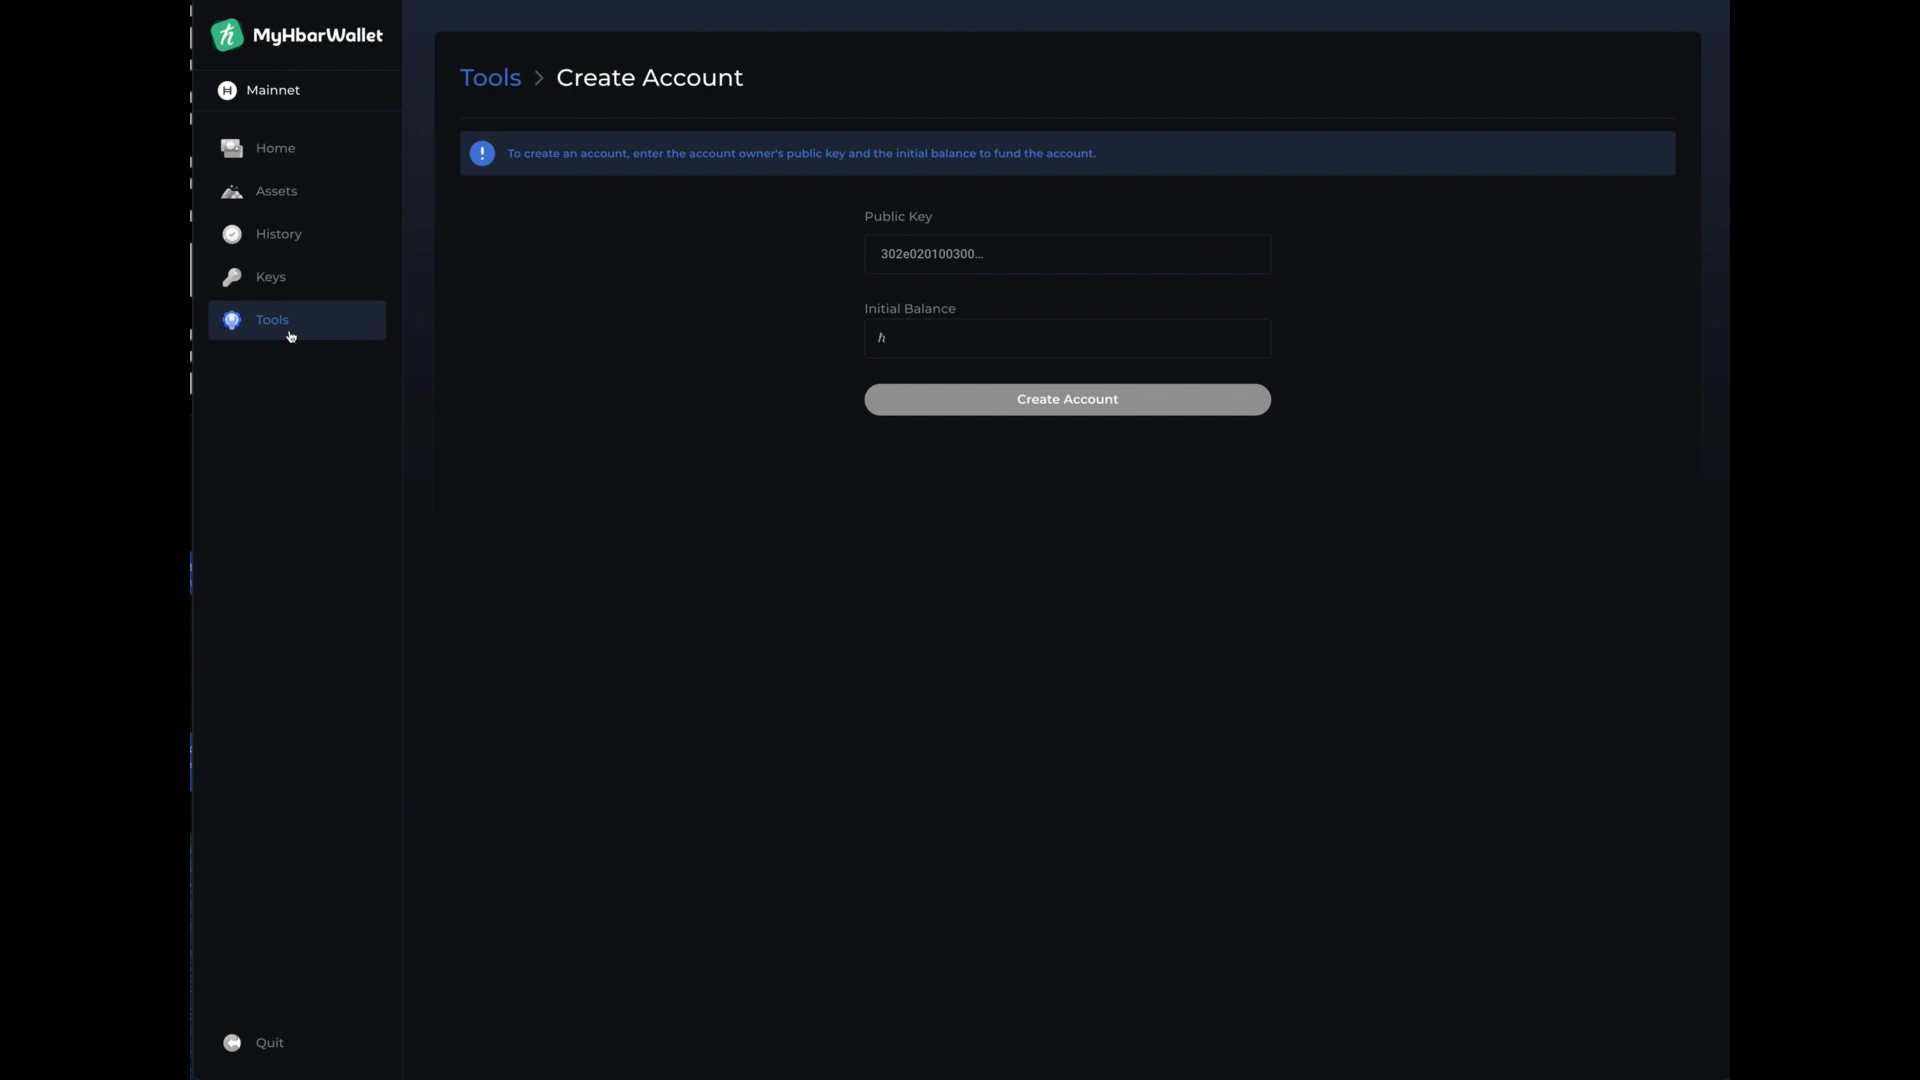 MyHbarWallet
Mainnet
Home
Assets
History
Keys
Tools
Quit
Tools > Create Account
To create an account, enter the account owner's public key and the initial balance to fund the account.
Public Key
302e020100300...
Initial Balance
ℏ
Create Account